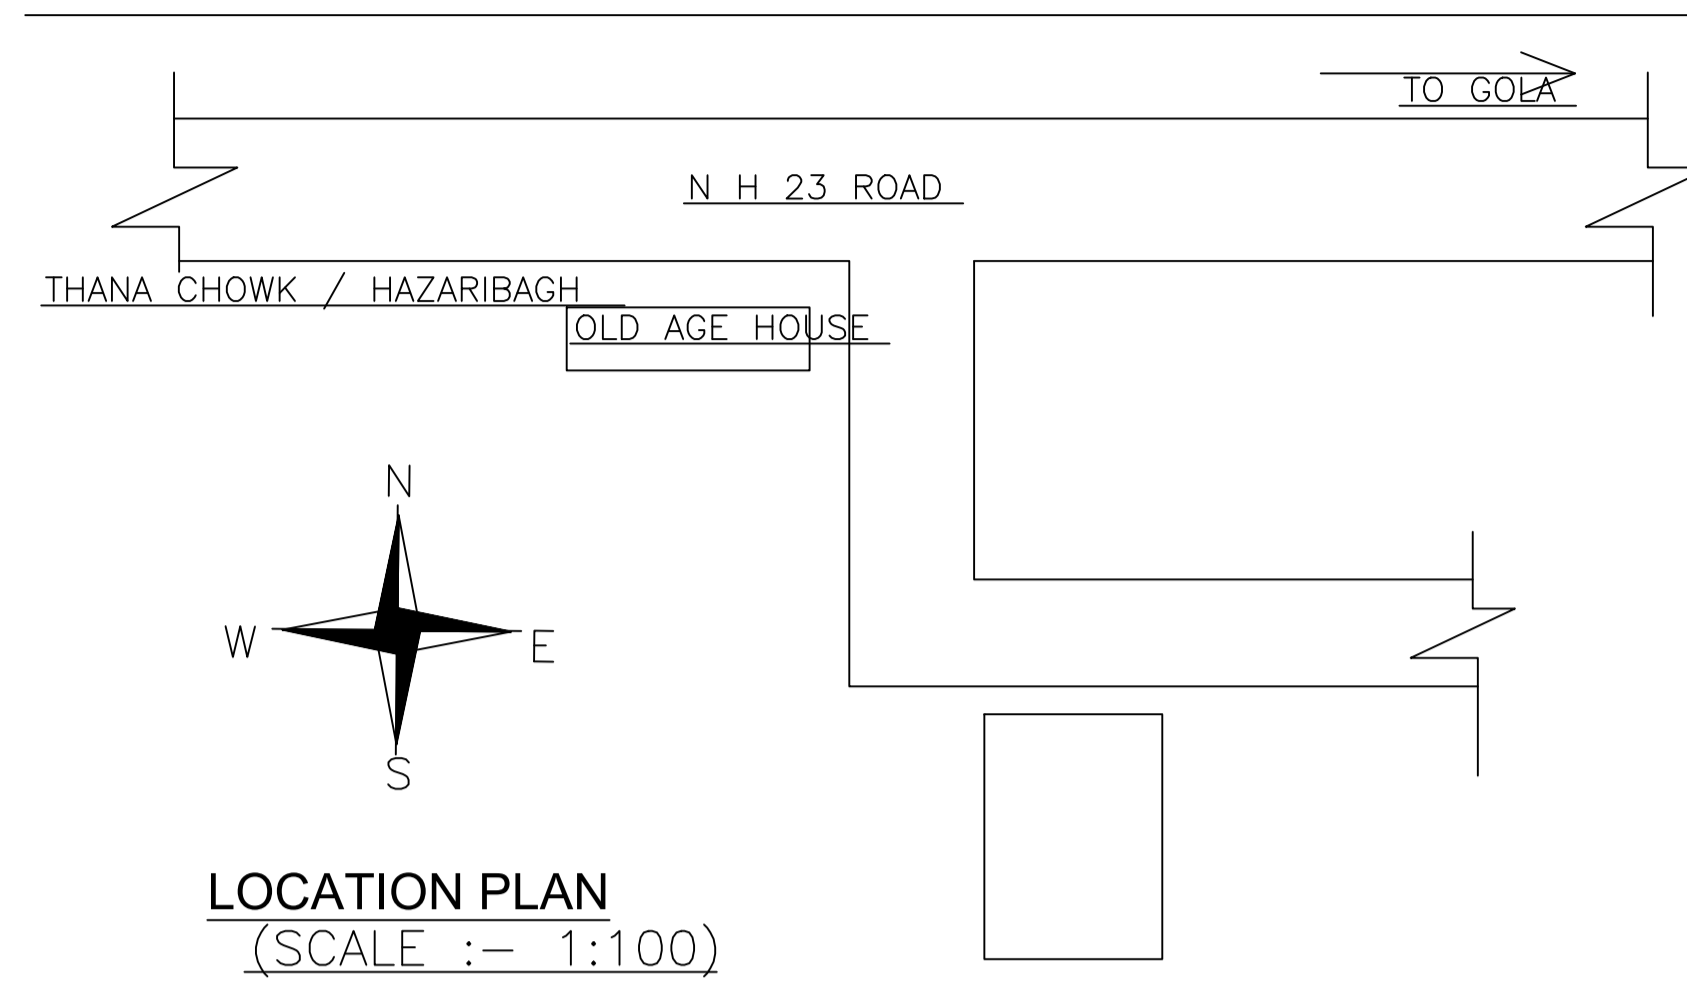 TO GOLA
N H 23 ROAD
THANA CHOWK / HAZARIBAGH
OLD AGE HOUSE
N
W
E
S
LOCATION PLAN
(SCALE :- 1:100)